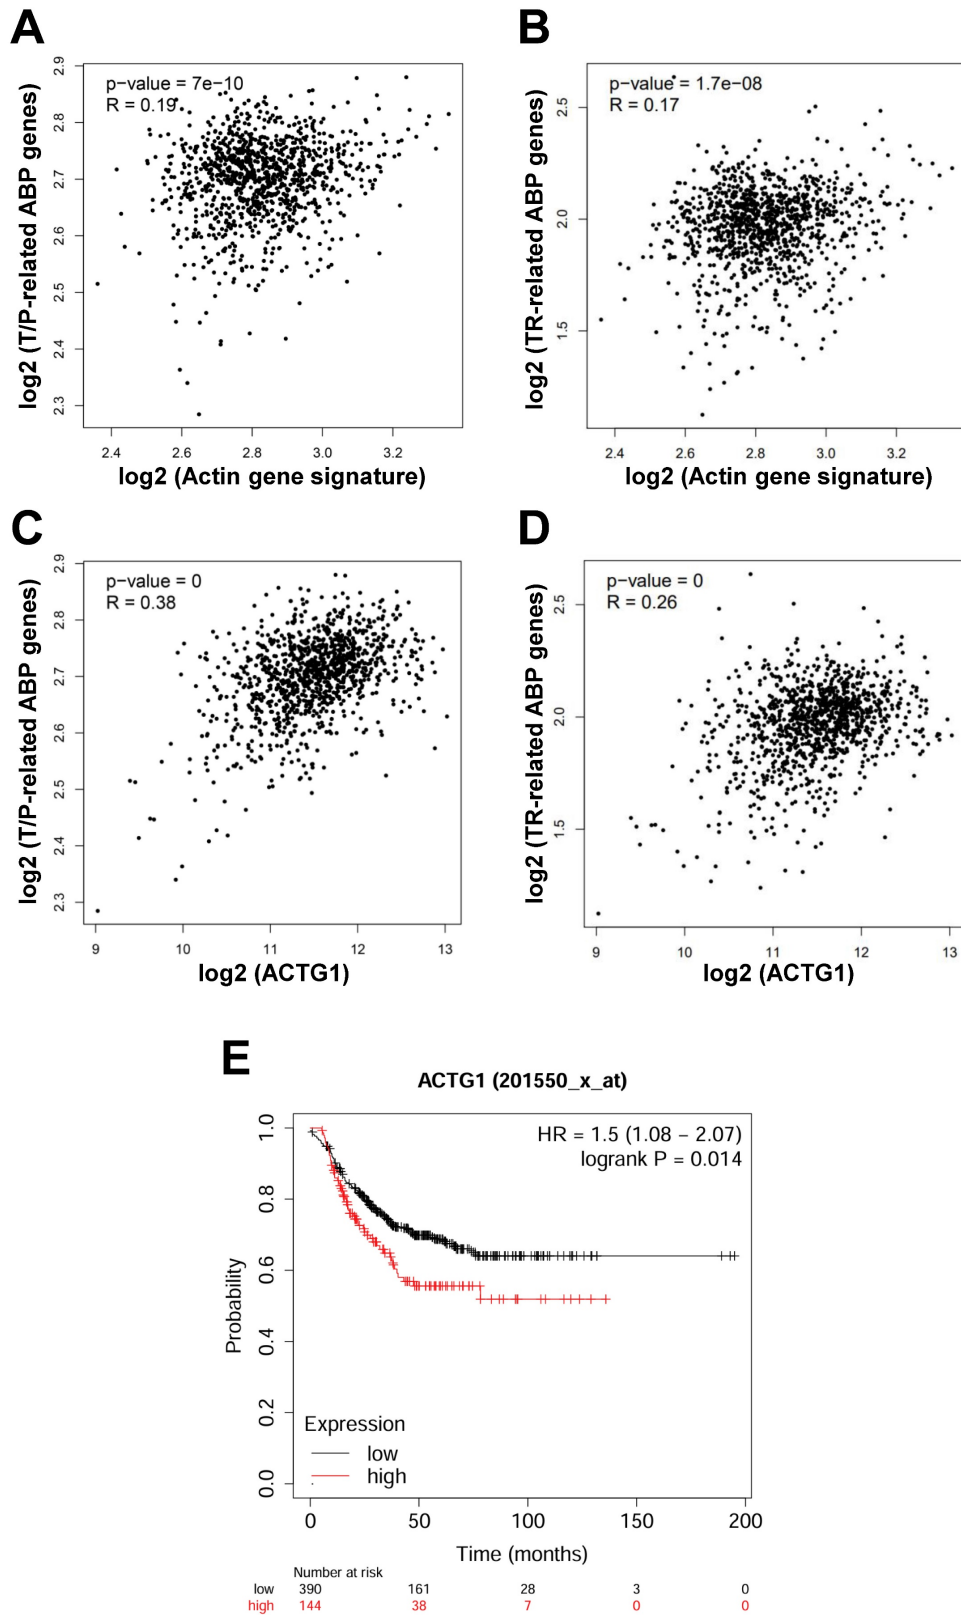 A
B
p-value = 7e-10
R = 0.19
log2 (T/P-related ABP genes)
2.9
2.8
2.7
2.6
2.5
2.4
2.3
2.4 2.6 2.8 3.0 3.2
log2 (Actin gene signature)
p-value = 1.7e-08
R = 0.17
log2 (TR-related ABP genes)
2.5
2.0
1.5
2.4 2.6 2.8 3.0 3.2
log2 (Actin gene signature)
C
D
p-value = 0
R = 0.38
log2 (T/P-related ABP genes)
2.9
2.8
2.7
2.6
2.5
2.4
2.3
9 10 11 12 13
log2 (ACTG1)
p-value = 0
R = 0.26
log2 (TR-related ABP genes)
2.5
2.0
1.5
9 10 11 12 13
log2 (ACTG1)
E
ACTG1 (201550_x_at)
HR = 1.5 (1.08 - 2.07)
logrank P = 0.014
Probability
1.0
0.8
0.6
0.4
0.2
0.0
Expression
low
high
0 50 100 150 200
Time (months)
Number at risk
low 390 161 28 3 0
high 144 38 7 0 0